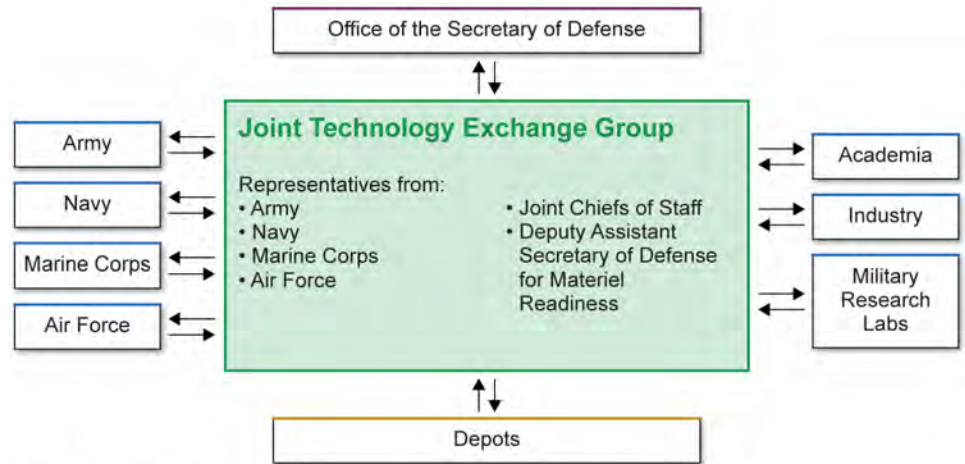 Office of the Secretary of Defense
Joint Technology Exchange Group
Army
Navy
Marine Corps
Air Force
Representatives from:
• Army
• Navy
• Marine Corps
• Air Force
• Joint Chiefs of Staff
• Deputy Assistant
Secretary of Defense
for Materiel
Readiness
Academia
Industry
Military
Research
Labs
Depots